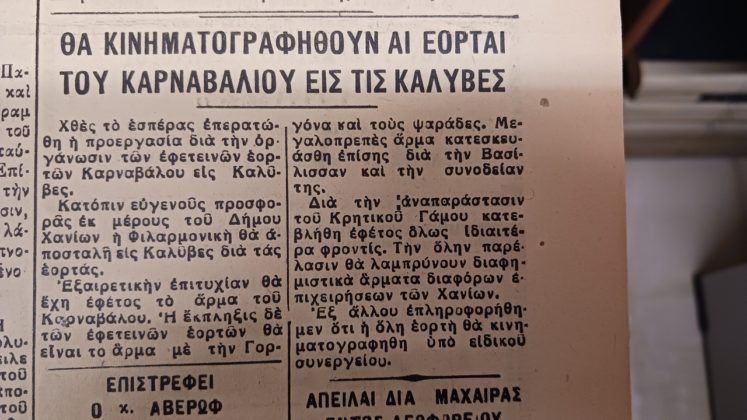 ΘΑ ΚΙΝΗΜΑΤΟΓΡΑΦΗΘΟΥΝ ΑΙ ΕΟΡΤΑΙ
ΤΟΥ ΚΑΡΝΑΒΑΛΙΟΥ ΕΙΣ ΤΙΣ ΚΑΛΥΒΕΣ
Χθὲς τὸ ἑσπέρας ἐπερατώ-
θη ἡ προεργασία διὰ τὴν ὀρ-
γάνωσιν τῶν ἐφετεινῶν ἑορ-
τῶν Καρναβάλου εἰς Καλύ-
βες.
Κατόπιν εὐγενοῦς προσφο-
ρᾶς ἐκ μέρους τοῦ Δήμου
Χανίων ἡ Φιλαρμονικὴ θὰ ἀ-
ποσταλῆ εἰς Καλύβες διὰ τάς
ἑορτάς.
Ἐξαιρετικὴν ἐπιτυχίαν θὰ
ἔχη ἐφέτος τὸ ἅρμα τοῦ
Καρναβάλου. Ἡ ἔκπληξις δὲ
τῶν ἐφετεινῶν ἑορτῶν θὰ
εἶναι το ἅρμα μὲ τὴν Γορ-
γόνα καὶ τοὺς ψαράδες. Με-
γαλοπρεπὲς ἅρμα κατεσκευ-
άσθη ἐπίσης διὰ τὴν Βασί-
λισσαν καὶ τὴν συνοδείαν
της.
Διὰ τὴν ἀναπαράστασιν
τοῦ Κρητικοῦ Γάμου κατε-
βλήθη ἐφέτος ὅλως ἰδιαιτέ-
ρα φροντίς. Τὴν ὅλην παρέ-
λασιν θὰ λαμπρύνουν διαφη-
μιστικὰ ἅρματα διαφόρων ἐ-
πιχειρήσεων τῶν Χανίων.
Ἐξ ἄλλου ἐπληροφορήθη-
μεν ὅτι ἡ ὅλη ἑορτὴ θὰ κινη-
ματογραφηθῆ ὑπὸ εἰδικοῦ
συνεργείου.
ΕΠΙΣΤΡΕΦΕΙ
Ο κ. ΑΒΕΡΩΦ
ΑΠΕΙΛΑΙ ΔΙΑ ΜΑΧΑΙΡΑΣ
ΕΝΤΟΣ ΛΕΩΦΟΡΕΙΟΥ